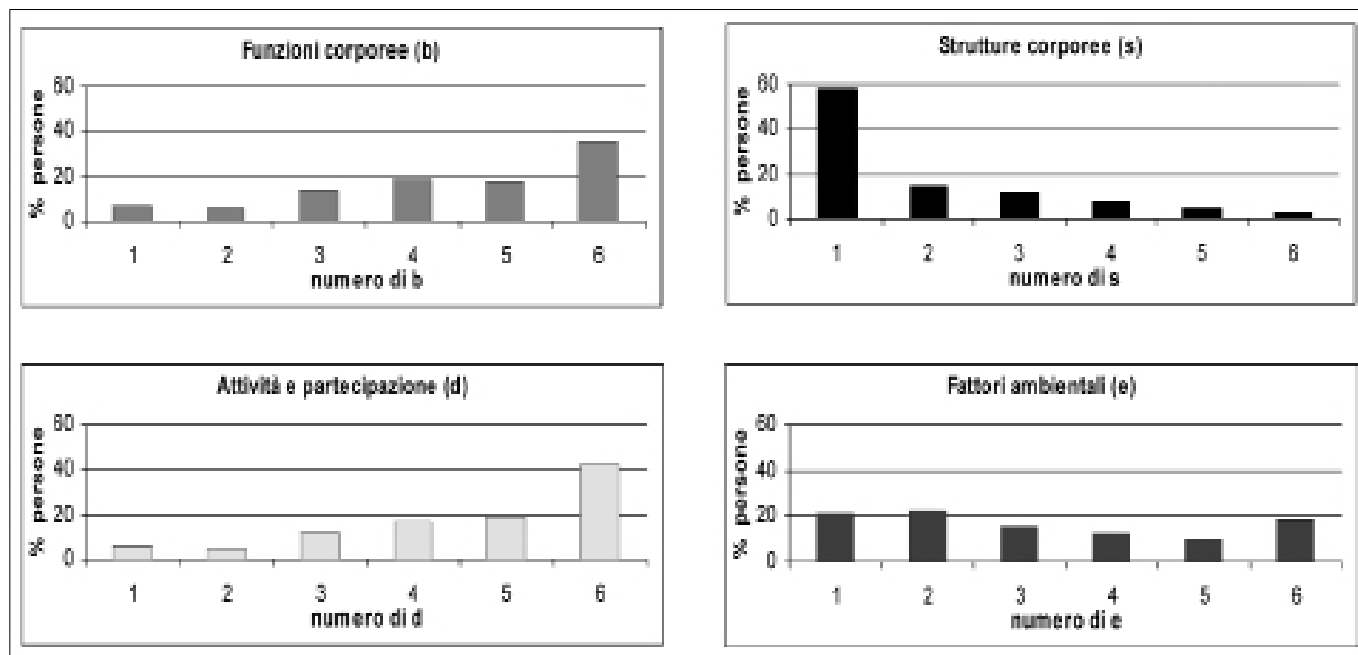 Funzioni corporee (b)
% persone
60
40
20
0
1 2 3 4 5 6
numero di b
Strutture corporee (s)
% persone
60
40
20
0
1 2 3 4 5 6
numero di s
Attività e partecipazione (d)
% persone
60
40
20
0
1 2 3 4 5 6
numero di d
Fattori ambientali (e)
% persone
60
40
20
0
1 2 3 4 5 6
numero di e